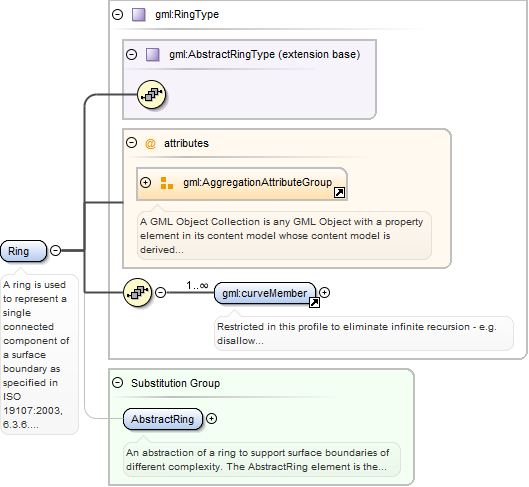 gml:RingType
gml:AbstractRingType (extension base)
@ attributes
gml:AggregationAttributeGroup
A GML Object Collection is any GML Object with a property
element in its content model whose content model is
derived...
Ring
A ring is used
to represent a
single
connected
component of
a surface
boundary as
specified in
ISO
19107:2003,
6.3.6....
1..∞
gml:curveMember
Restricted in this profile to eliminate infinite recursion - e.g.
disallow...
Substitution Group
AbstractRing
An abstraction of a ring to support surface boundaries of
different complexity. The AbstractRing element is the...